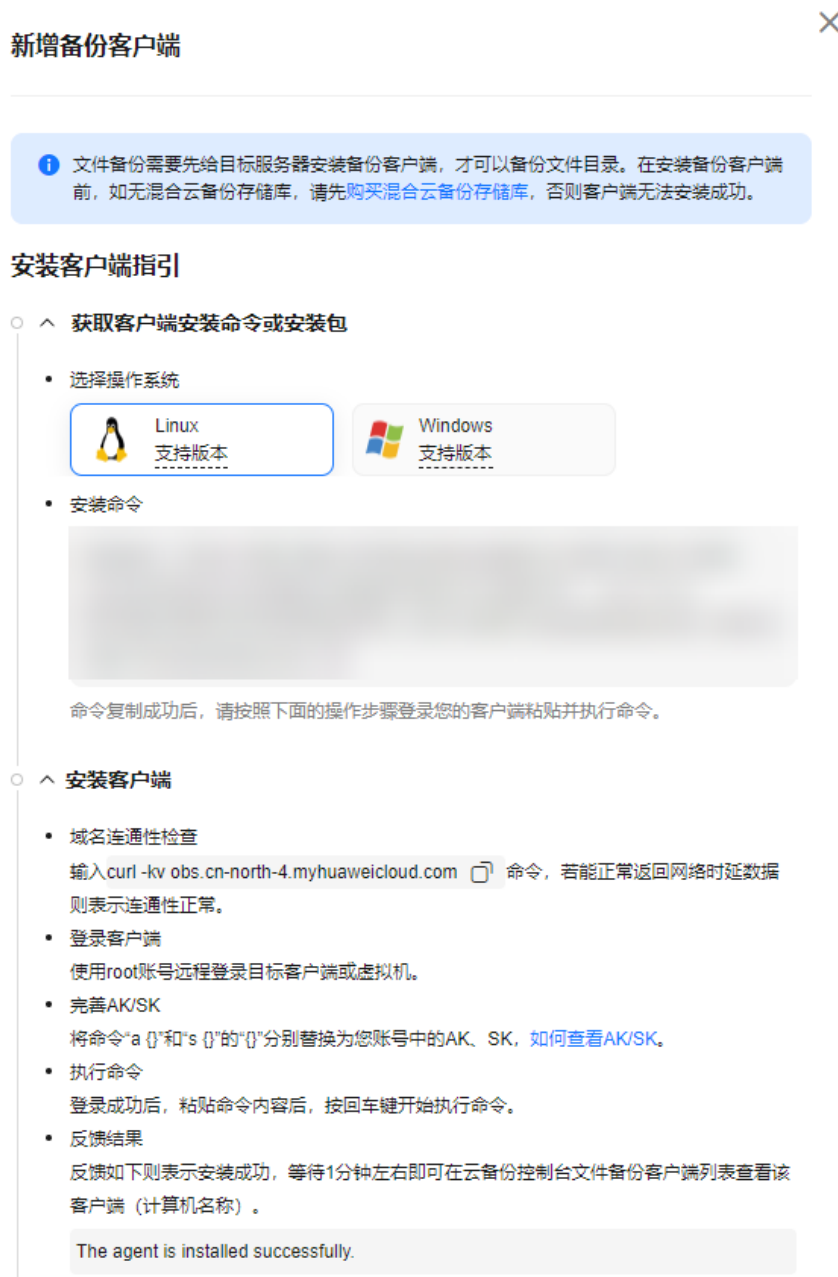 新增备份客户端
文件备份需要先给目标服务器安装备份客户端，才可以备份文件目录。在安装备份客户端
前，如无混合云备份存储库，请先购买混合云备份存储库，否则客户端无法安装成功。
安装客户端指引
获取客户端安装命令或安装包
选择操作系统
Linux
支持版本
Windows
支持版本
安装命令
命令复制成功后，请按照下面的操作步骤登录您的客户端粘贴并执行命令。
安装客户端
域名连通性检查
输入curl -kv obs.cn-north-4.myhuaweicloud.com 命令，若能正常返回网络时延数据
则表示连通性正常。
登录客户端
使用root账号远程登录目标客户端或虚拟机。
完善AK/SK
将命令“a {}”和“s {}”的“{}”分别替换为您账号中的AK、SK，如何查看AK/SK。
执行命令
登录成功后，粘贴命令内容后，按回车键开始执行命令。
反馈结果
反馈如下则表示安装成功，等待1分钟左右即可在云备份控制台文件备份客户端列表查看该
客户端（计算机名称）。
The agent is installed successfully.